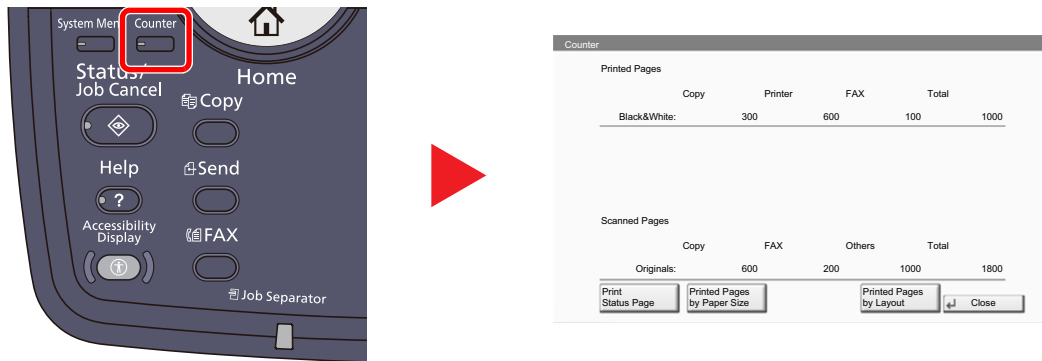 System Men Counter
Status/
Job Cancel
Home
Copy
Help
?
Send
Accessibility
Display
FAX
Job Separator
Counter
Printed Pages
Copy Printer FAX Total
Black&White: 300 600 100 1000
Scanned Pages
Copy FAX Others Total
Originals: 600 200 1000 1800
Print
Status Page
Printed Pages
by Paper Size
Printed Pages
by Layout
Close